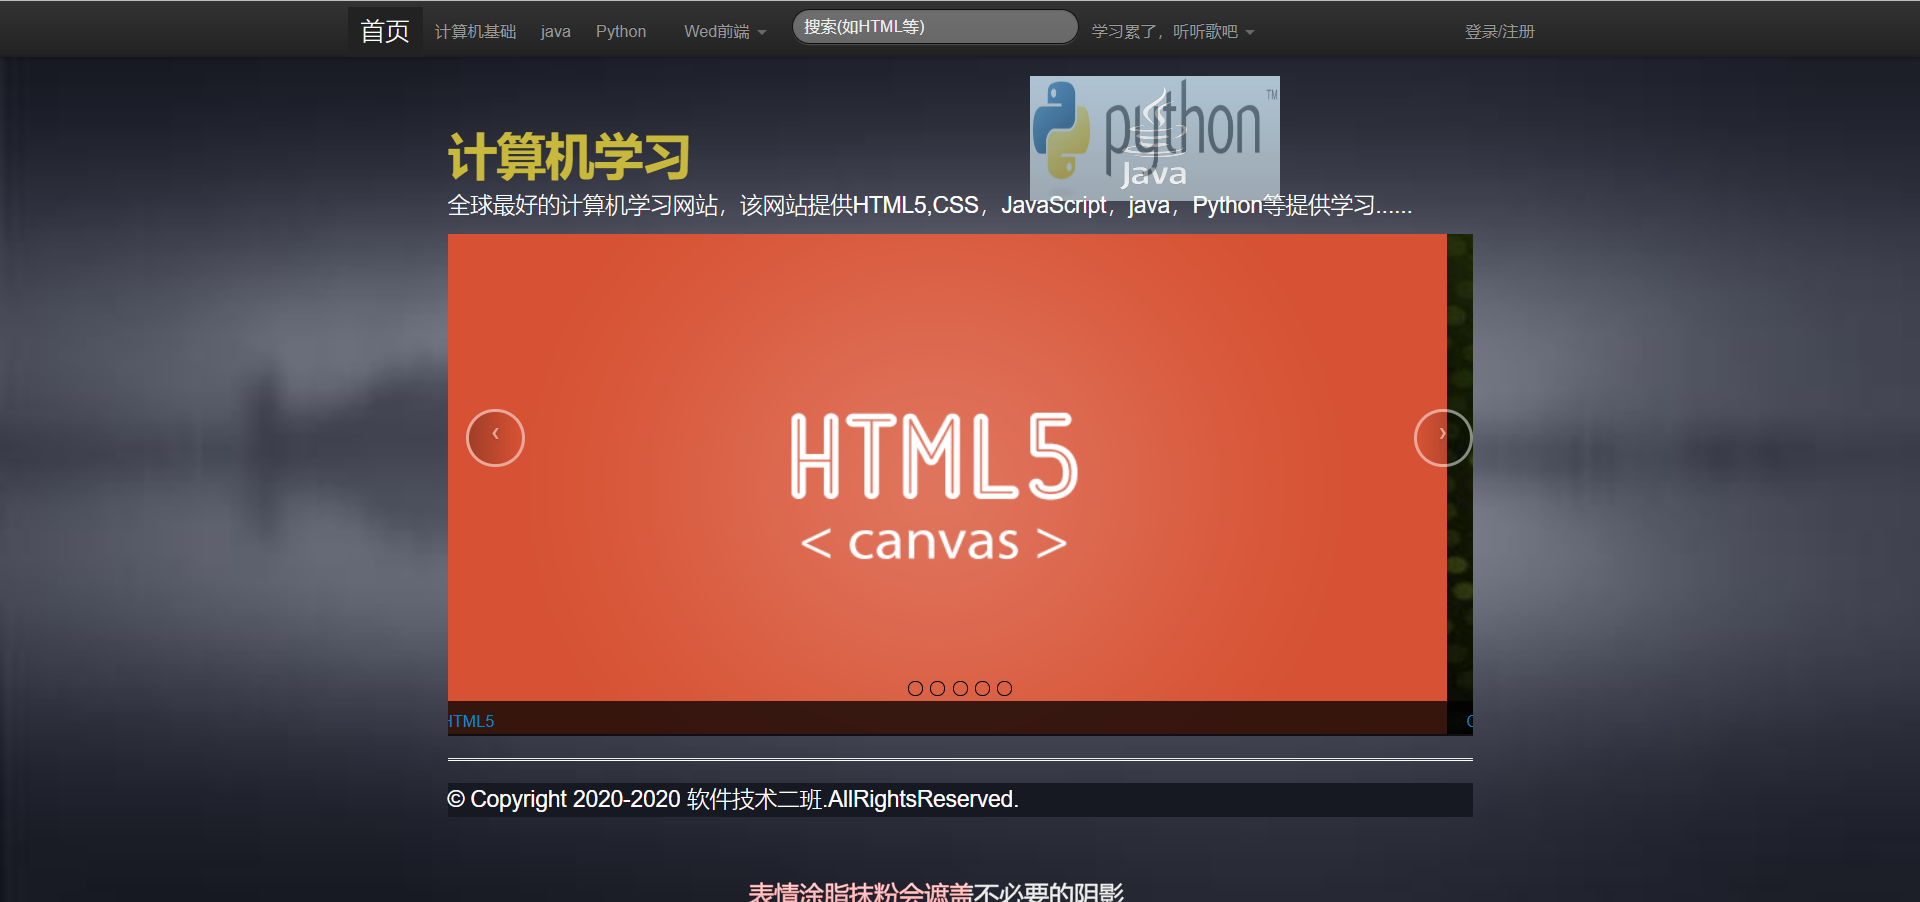 首页 计算机基础 java Python Wed前端 搜索(如HTML等) 学习累了，听听歌吧 登录/注册
python TM
Java
计算机学习
全球最好的计算机学习网站，该网站提供HTML5,CSS，JavaScript，java，Python等提供学习......
HTML5
< canvas >
HTML5
© Copyright 2020-2020 软件技术二班.AllRightsReserved.
表情涂脂抹粉会遮盖不必要的阴影